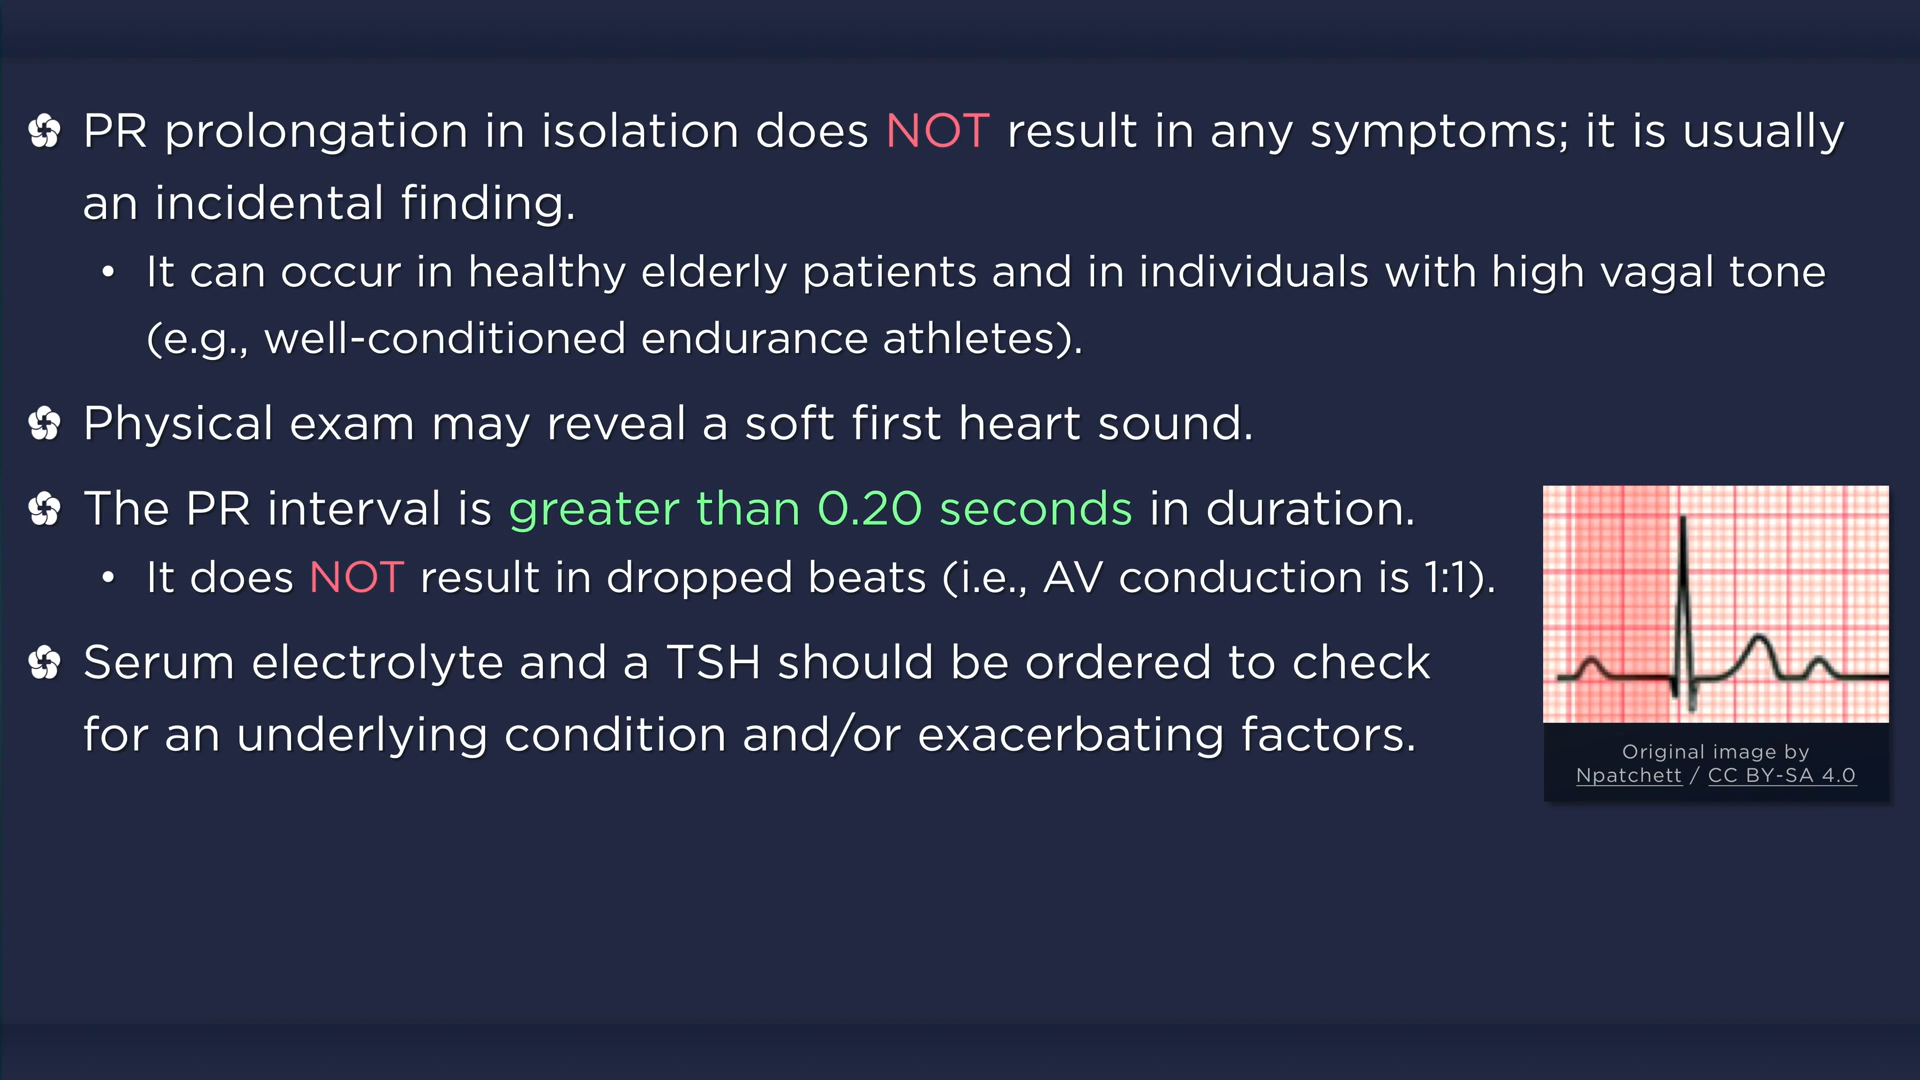 PR prolongation in isolation does NOT result in any symptoms; it is usually
an incidental finding.
• It can occur in healthy elderly patients and in individuals with high vagal tone
(e.g., well-conditioned endurance athletes).
Physical exam may reveal a soft first heart sound.
The PR interval is greater than 0.20 seconds in duration.
• It does NOT result in dropped beats (i.e., AV conduction is 1:1).
Serum electrolyte and a TSH should be ordered to check
for an underlying condition and/or exacerbating factors.
Original image by
Npatchett / CC BY-SA 4.0